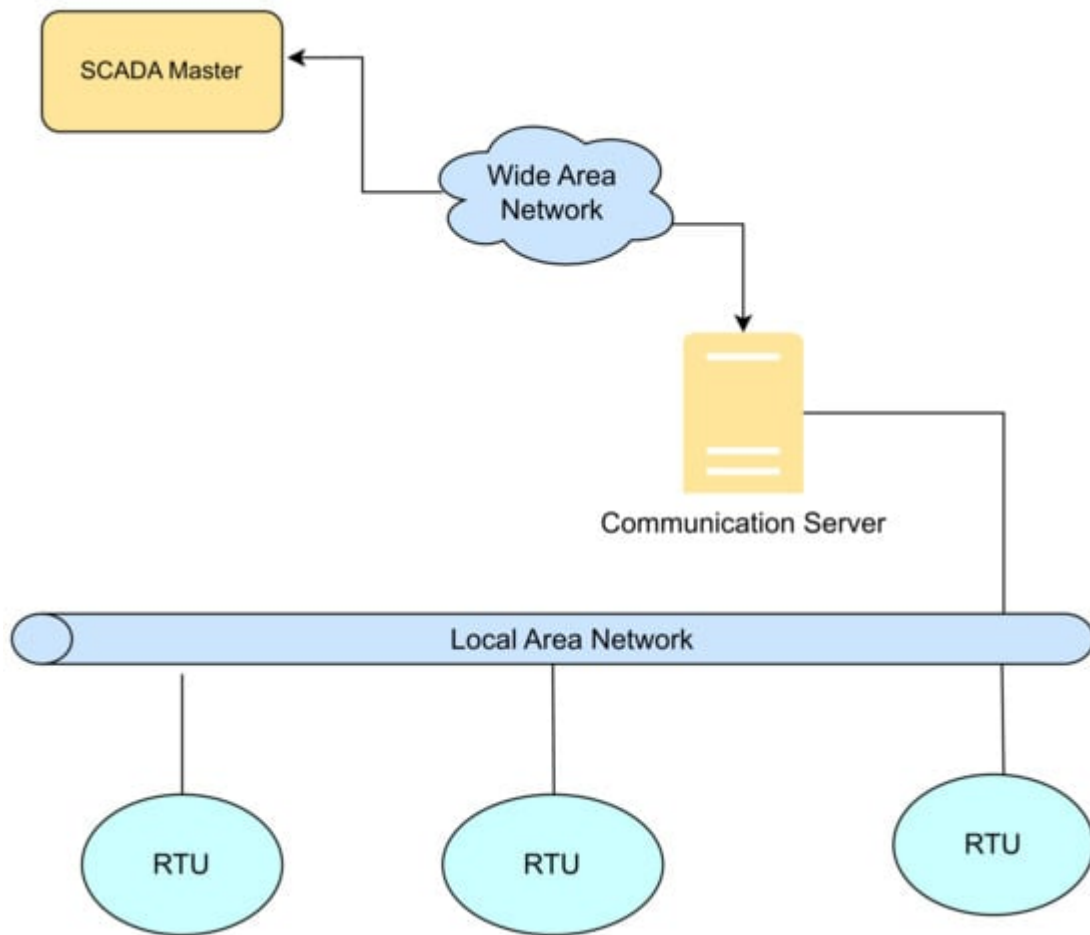 SCADA Master
Wide Area
Network
Communication Server
Local Area Network
RTU
RTU
RTU